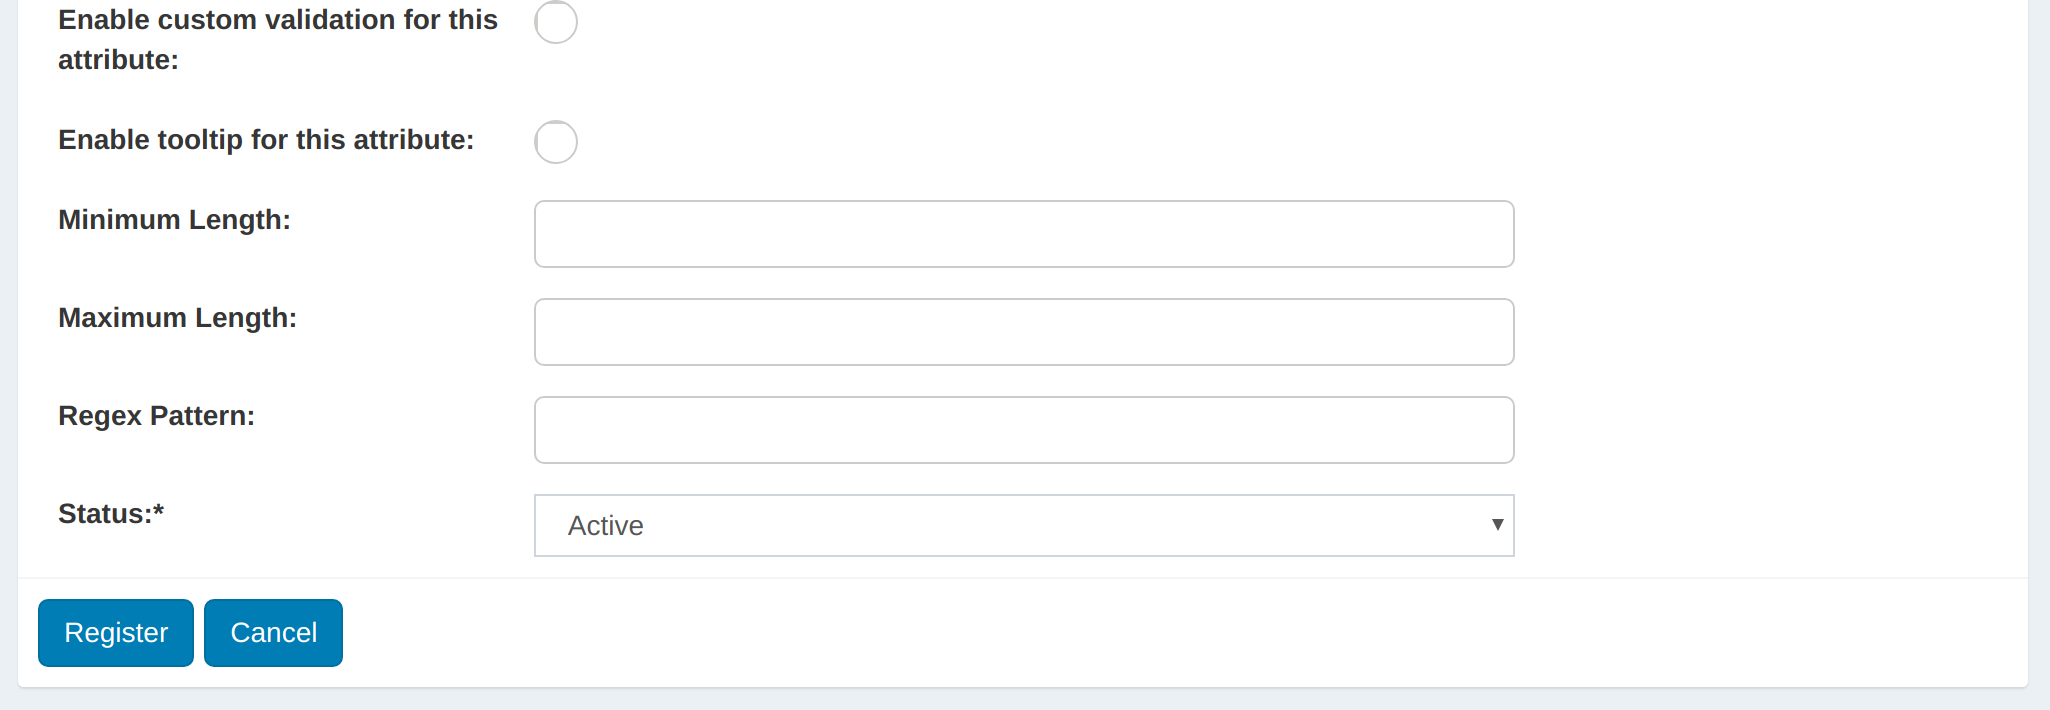 Enable custom validation for this
attribute:
Enable tooltip for this attribute:
Minimum Length:
Maximum Length:
Regex Pattern:
Status:*
Active
Register
Cancel